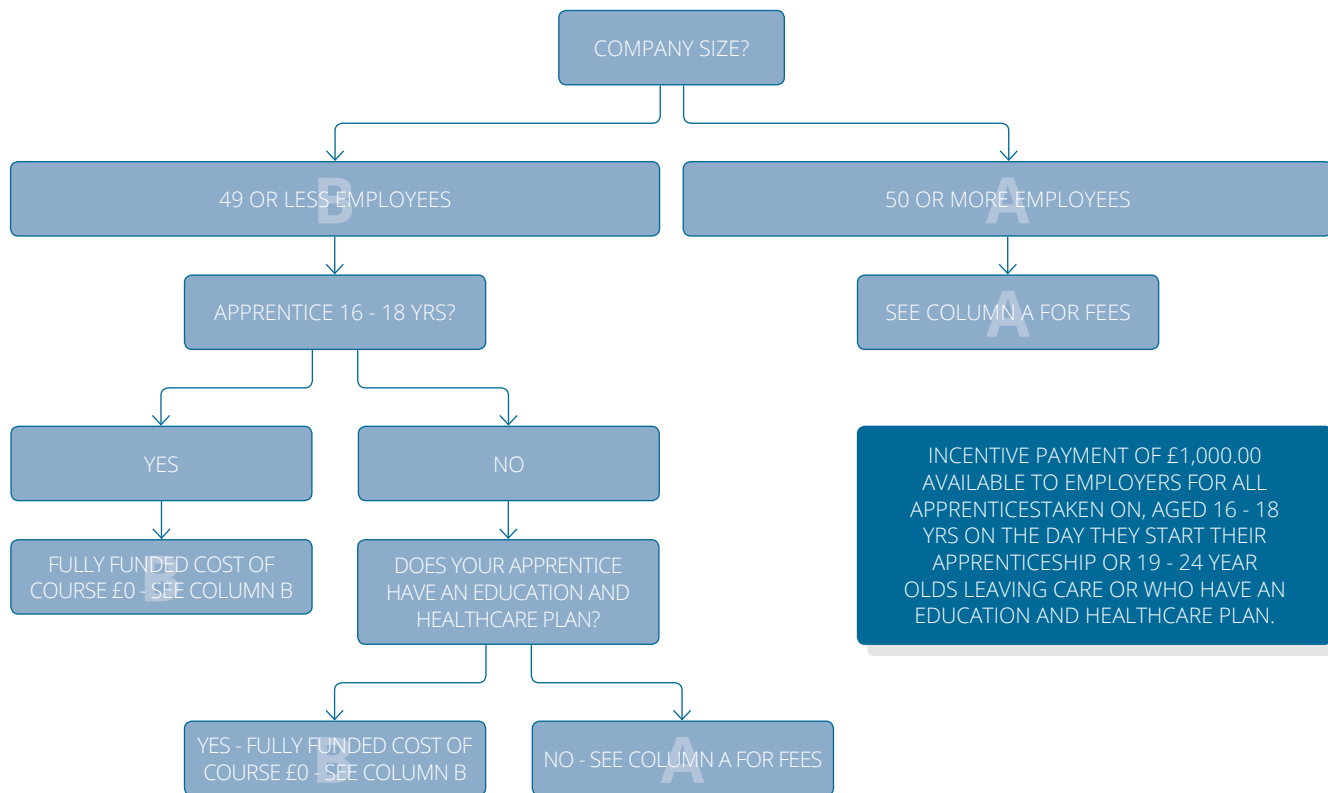 COMPANY SIZE?
B
49 OR LESS EMPLOYEES
A
50 OR MORE EMPLOYEES
APPRENTICE 16 - 18 YRS?
A
SEE COLUMN A FOR FEES
YES
NO
B
FULLY FUNDED COST OF
COURSE £0 - SEE COLUMN B
DOES YOUR APPRENTICE
HAVE AN EDUCATION AND
HEALTHCARE PLAN?
INCENTIVE PAYMENT OF £1,000.00
AVAILABLE TO EMPLOYERS FOR ALL
APPRENTICESTAKEN ON, AGED 16 - 18
YRS ON THE DAY THEY START THEIR
APPRENTICESHIP OR 19 - 24 YEAR
OLDS LEAVING CARE OR WHO HAVE AN
EDUCATION AND HEALTHCARE PLAN.
B
YES - FULLY FUNDED COST OF
COURSE £0 - SEE COLUMN B
A
NO - SEE COLUMN A FOR FEES